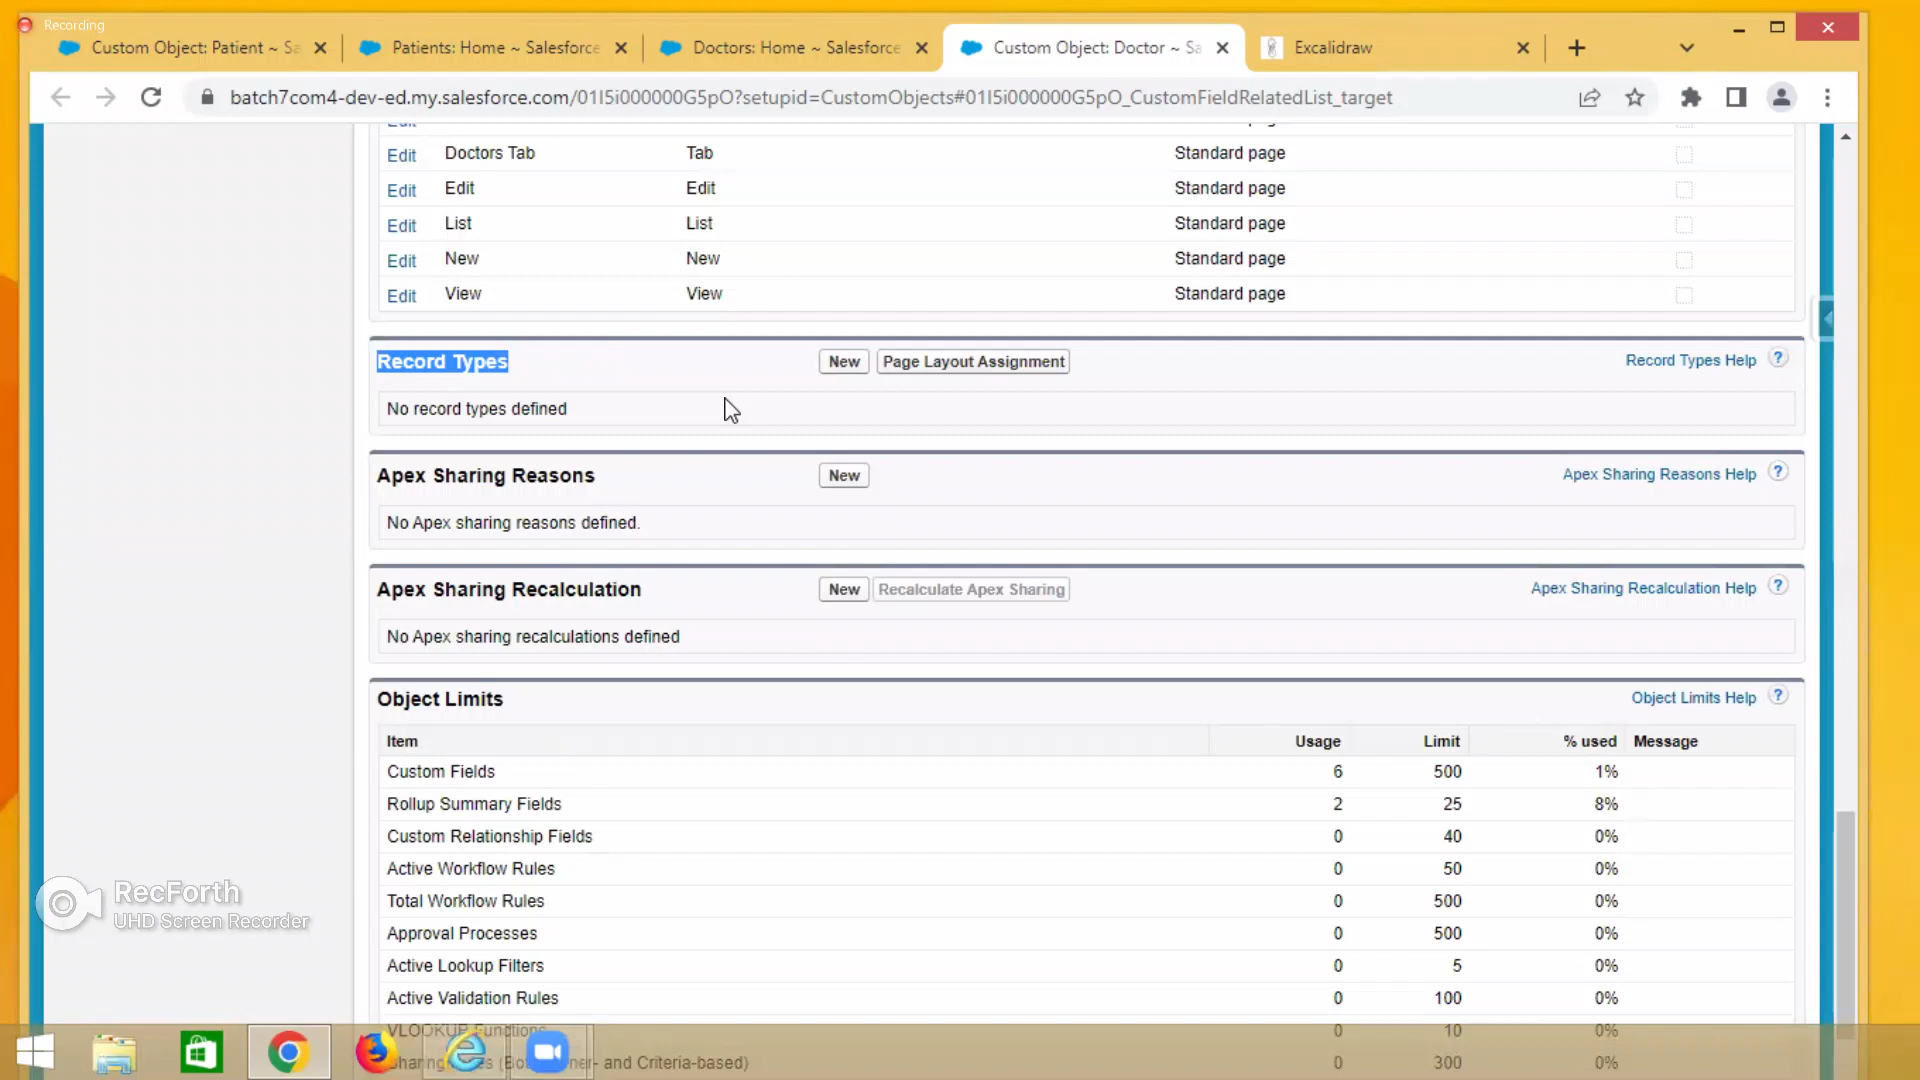 Recording
Custom Object: Patient ~ Sa
Patients: Home ~ Salesforce
Doctors: Home ~ Salesforce
Custom Object: Doctor ~ Sa
Excalidraw
batch7com4-dev-ed.my.salesforce.com/01I5i000000G5pO?setupid=CustomObjects#01I5i000000G5pO_CustomFieldRelatedList_target
Edit Doctors Tab Tab Standard page
Edit Edit Edit Standard page
Edit List List Standard page
Edit New New Standard page
Edit View View Standard page
Record Types New Page Layout Assignment Record Types Help ?
No record types defined
Apex Sharing Reasons New Apex Sharing Reasons Help ?
No Apex sharing reasons defined.
Apex Sharing Recalculation New Recalculate Apex Sharing Apex Sharing Recalculation Help ?
No Apex sharing recalculations defined
Object Limits Object Limits Help ?
Item Usage Limit % used Message
Custom Fields 6 500 1%
Rollup Summary Fields 2 25 8%
Custom Relationship Fields 0 40 0%
Active Workflow Rules 0 50 0%
Total Workflow Rules 0 500 0%
Approval Processes 0 500 0%
Active Lookup Filters 0 5 0%
Active Validation Rules 0 100 0%
VLOOKUP Functions 0 10 0%
and Criteria-based) 0 300 0%
RecForth
UHD Screen Recorder